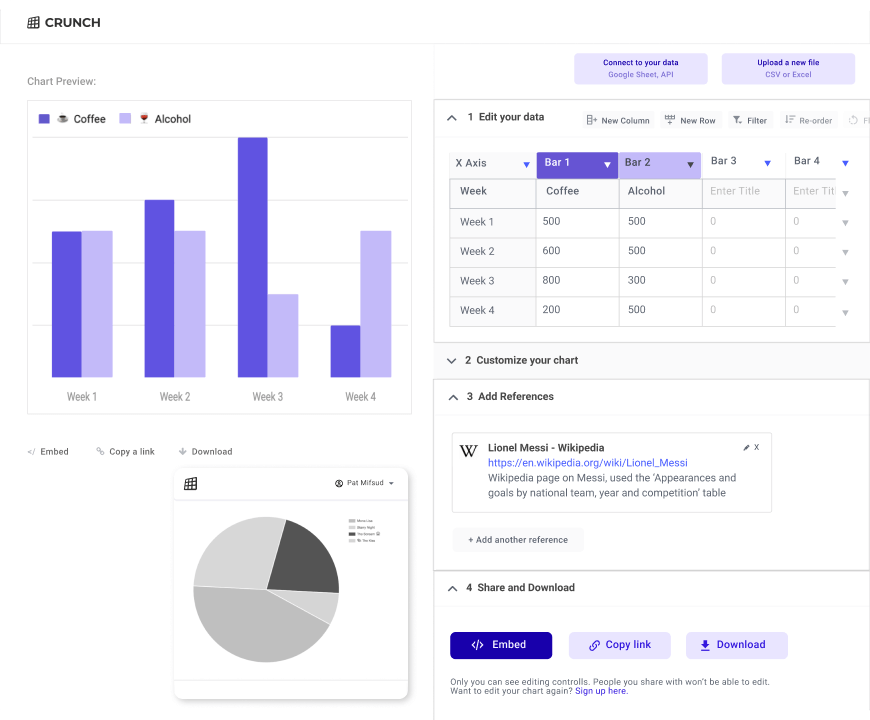 CRUNCH
Connect to your data
Google Sheet, API
Upload a new file
CSV or Excel
Chart Preview:
Coffee
Alcohol
Week 1
Week 2
Week 3
Week 4
Embed
Copy a link
Download
Pat Mifsud
1 Edit your data
New Column
New Row
Filter
Re-order
X Axis Bar 1 Bar 2 Bar 3 Bar 4
Week Coffee Alcohol Enter Title Enter
Week 1 500 500 0 0
Week 2 600 500 0 0
Week 3 800 300 0 0
Week 4 200 500 0 0
2 Customize your chart
3 Add References
W Lionel Messi - Wikipedia X
https://en.wikipedia.org/wiki/Lionel_Messi
Wikipedia page on Messi, used the 'Appearances and
goals by national team, year and competition' table
+ Add another reference
4 Share and Download
</> Embed
Copy link
Download
Only you can see editing controlls. People you share with won't be able to edit.
Want to edit your chart again? Sign up here.